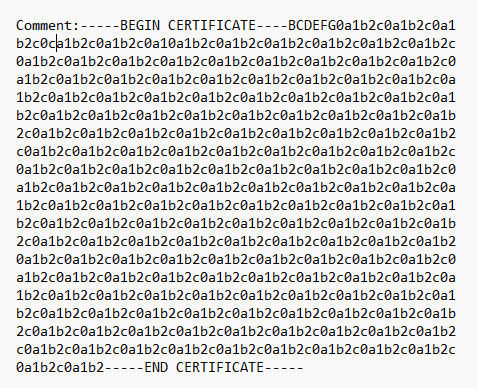 Comment:-----BEGIN CERTIFICATE----BCDEFG0a1b2c0a1b2c0a1
b2c0ca1b2c0a1b2c0a10a1b2c0a1b2c0a1b2c0a1b2c0a1b2c0a1b2c
0a1b2c0a1b2c0a1b2c0a1b2c0a1b2c0a1b2c0a1b2c0a1b2c0a1b2c0
a1b2c0a1b2c0a1b2c0a1b2c0a1b2c0a1b2c0a1b2c0a1b2c0a1b2c0a
1b2c0a1b2c0a1b2c0a1b2c0a1b2c0a1b2c0a1b2c0a1b2c0a1b2c0a1
b2c0a1b2c0a1b2c0a1b2c0a1b2c0a1b2c0a1b2c0a1b2c0a1b2c0a1b
2c0a1b2c0a1b2c0a1b2c0a1b2c0a1b2c0a1b2c0a1b2c0a1b2c0a1b2
c0a1b2c0a1b2c0a1b2c0a1b2c0a1b2c0a1b2c0a1b2c0a1b2c0a1b2c
0a1b2c0a1b2c0a1b2c0a1b2c0a1b2c0a1b2c0a1b2c0a1b2c0a1b2c0
a1b2c0a1b2c0a1b2c0a1b2c0a1b2c0a1b2c0a1b2c0a1b2c0a1b2c0a
1b2c0a1b2c0a1b2c0a1b2c0a1b2c0a1b2c0a1b2c0a1b2c0a1b2c0a1
b2c0a1b2c0a1b2c0a1b2c0a1b2c0a1b2c0a1b2c0a1b2c0a1b2c0a1b
2c0a1b2c0a1b2c0a1b2c0a1b2c0a1b2c0a1b2c0a1b2c0a1b2c0a1b2
0a1b2c0a1b2c0a1b2c0a1b2c0a1b2c0a1b2c0a1b2c0a1b2c0a1b2c0
a1b2c0a1b2c0a1b2c0a1b2c0a1b2c0a1b2c0a1b2c0a1b2c0a1b2c0a
1b2c0a1b2c0a1b2c0a1b2c0a1b2c0a1b2c0a1b2c0a1b2c0a1b2c0a1
b2c0a1b2c0a1b2c0a1b2c0a1b2c0a1b2c0a1b2c0a1b2c0a1b2c0a1b
2c0a1b2c0a1b2c0a1b2c0a1b2c0a1b2c0a1b2c0a1b2c0a1b2c0a1b2
c0a1b2c0a1b2c0a1b2c0a1b2c0a1b2c0a1b2c0a1b2c0a1b2c0a1b2c
0a1b2c0a1b2-----END CERTIFICATE-----